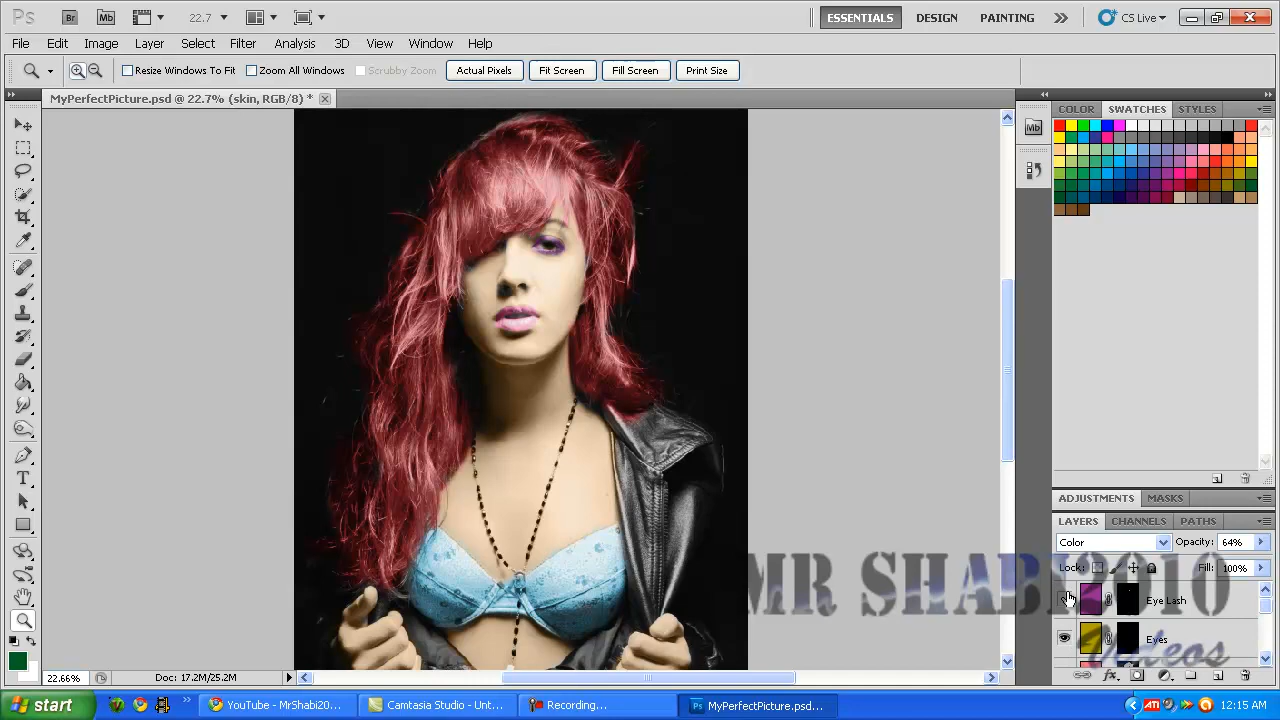 Ps Br Mb 22.7 ESSENTIALS DESIGN PAINTING CS Live
File Edit Image Layer Select Filter Analysis 3D View Window Help
Resize Windows To Fit Zoom All Windows Scrubby Zoom Actual Pixels Fit Screen Fill Screen Print Size
MyPerfectPicture.psd @ 22.7% (skin, RGB/8) *
COLOR SWATCHES STYLES
Mb
ADJUSTMENTS MASKS
LAYERS CHANNELS PATHS
Color Opacity: 64%
Lock: Fill: 100%
MR SHABI2010
Eye Lash
Eyes
Videos
fx
22.66% Doc: 17.2M/25.2M
start YouTube - MrShabi20... Camtasia Studio - Unt... Recording... Ps MyPerfectPicture.psd... ATI 12:15 AM